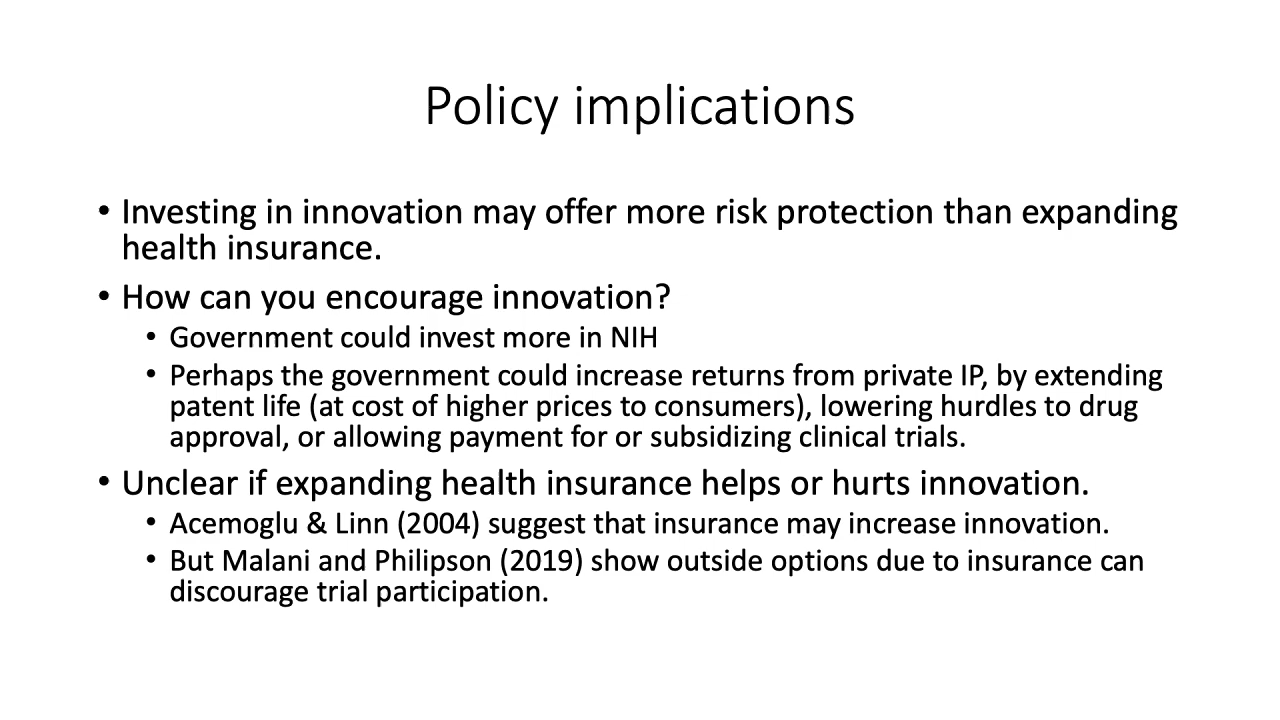 Policy implications
• Investing in innovation may offer more risk protection than expanding
health insurance.
• How can you encourage innovation?
• Government could invest more in NIH
• Perhaps the government could increase returns from private IP, by extending
patent life (at cost of higher prices to consumers), lowering hurdles to drug
approval, or allowing payment for or subsidizing clinical trials.
• Unclear if expanding health insurance helps or hurts innovation.
• Acemoglu & Linn (2004) suggest that insurance may increase innovation.
• But Malani and Philipson (2019) show outside options due to insurance can
discourage trial participation.